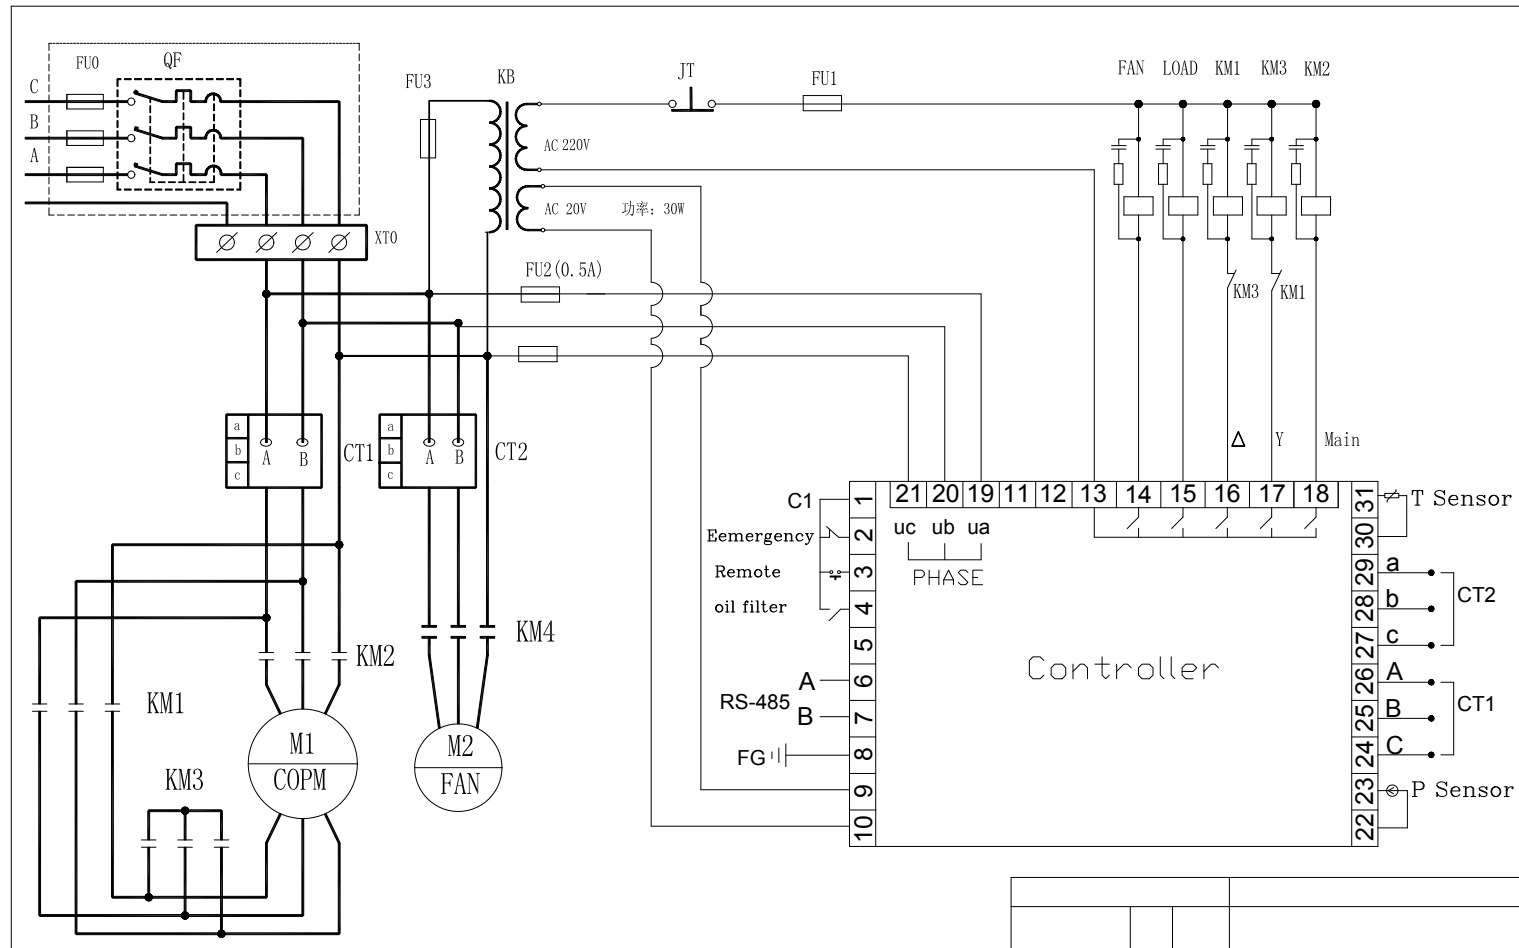 FU0
QF
C
B
A
XT0
FU3
KB
AC 220V
AC 20V
功率: 30W
JT
FU1
FAN
LOAD
KM1
KM3
KM2
FU2(0.5A)
KM3
KM1
Δ
Y
Main
a
b
c
A
B
CT1
a
b
c
A
B
CT2
KM2
KM1
KM3
KM4
M1
COPM
M2
FAN
21
20
19
11
12
13
14
15
16
17
18
uc
ub
ua
PHASE
C1
1
Eemergency
2
Remote
3
oil filter
4
5
RS-485
A
6
B
7
FG
8
9
10
Controller
31
T Sensor
30
29
a
28
b
CT2
27
c
26
A
25
B
CT1
24
C
23
P Sensor
22